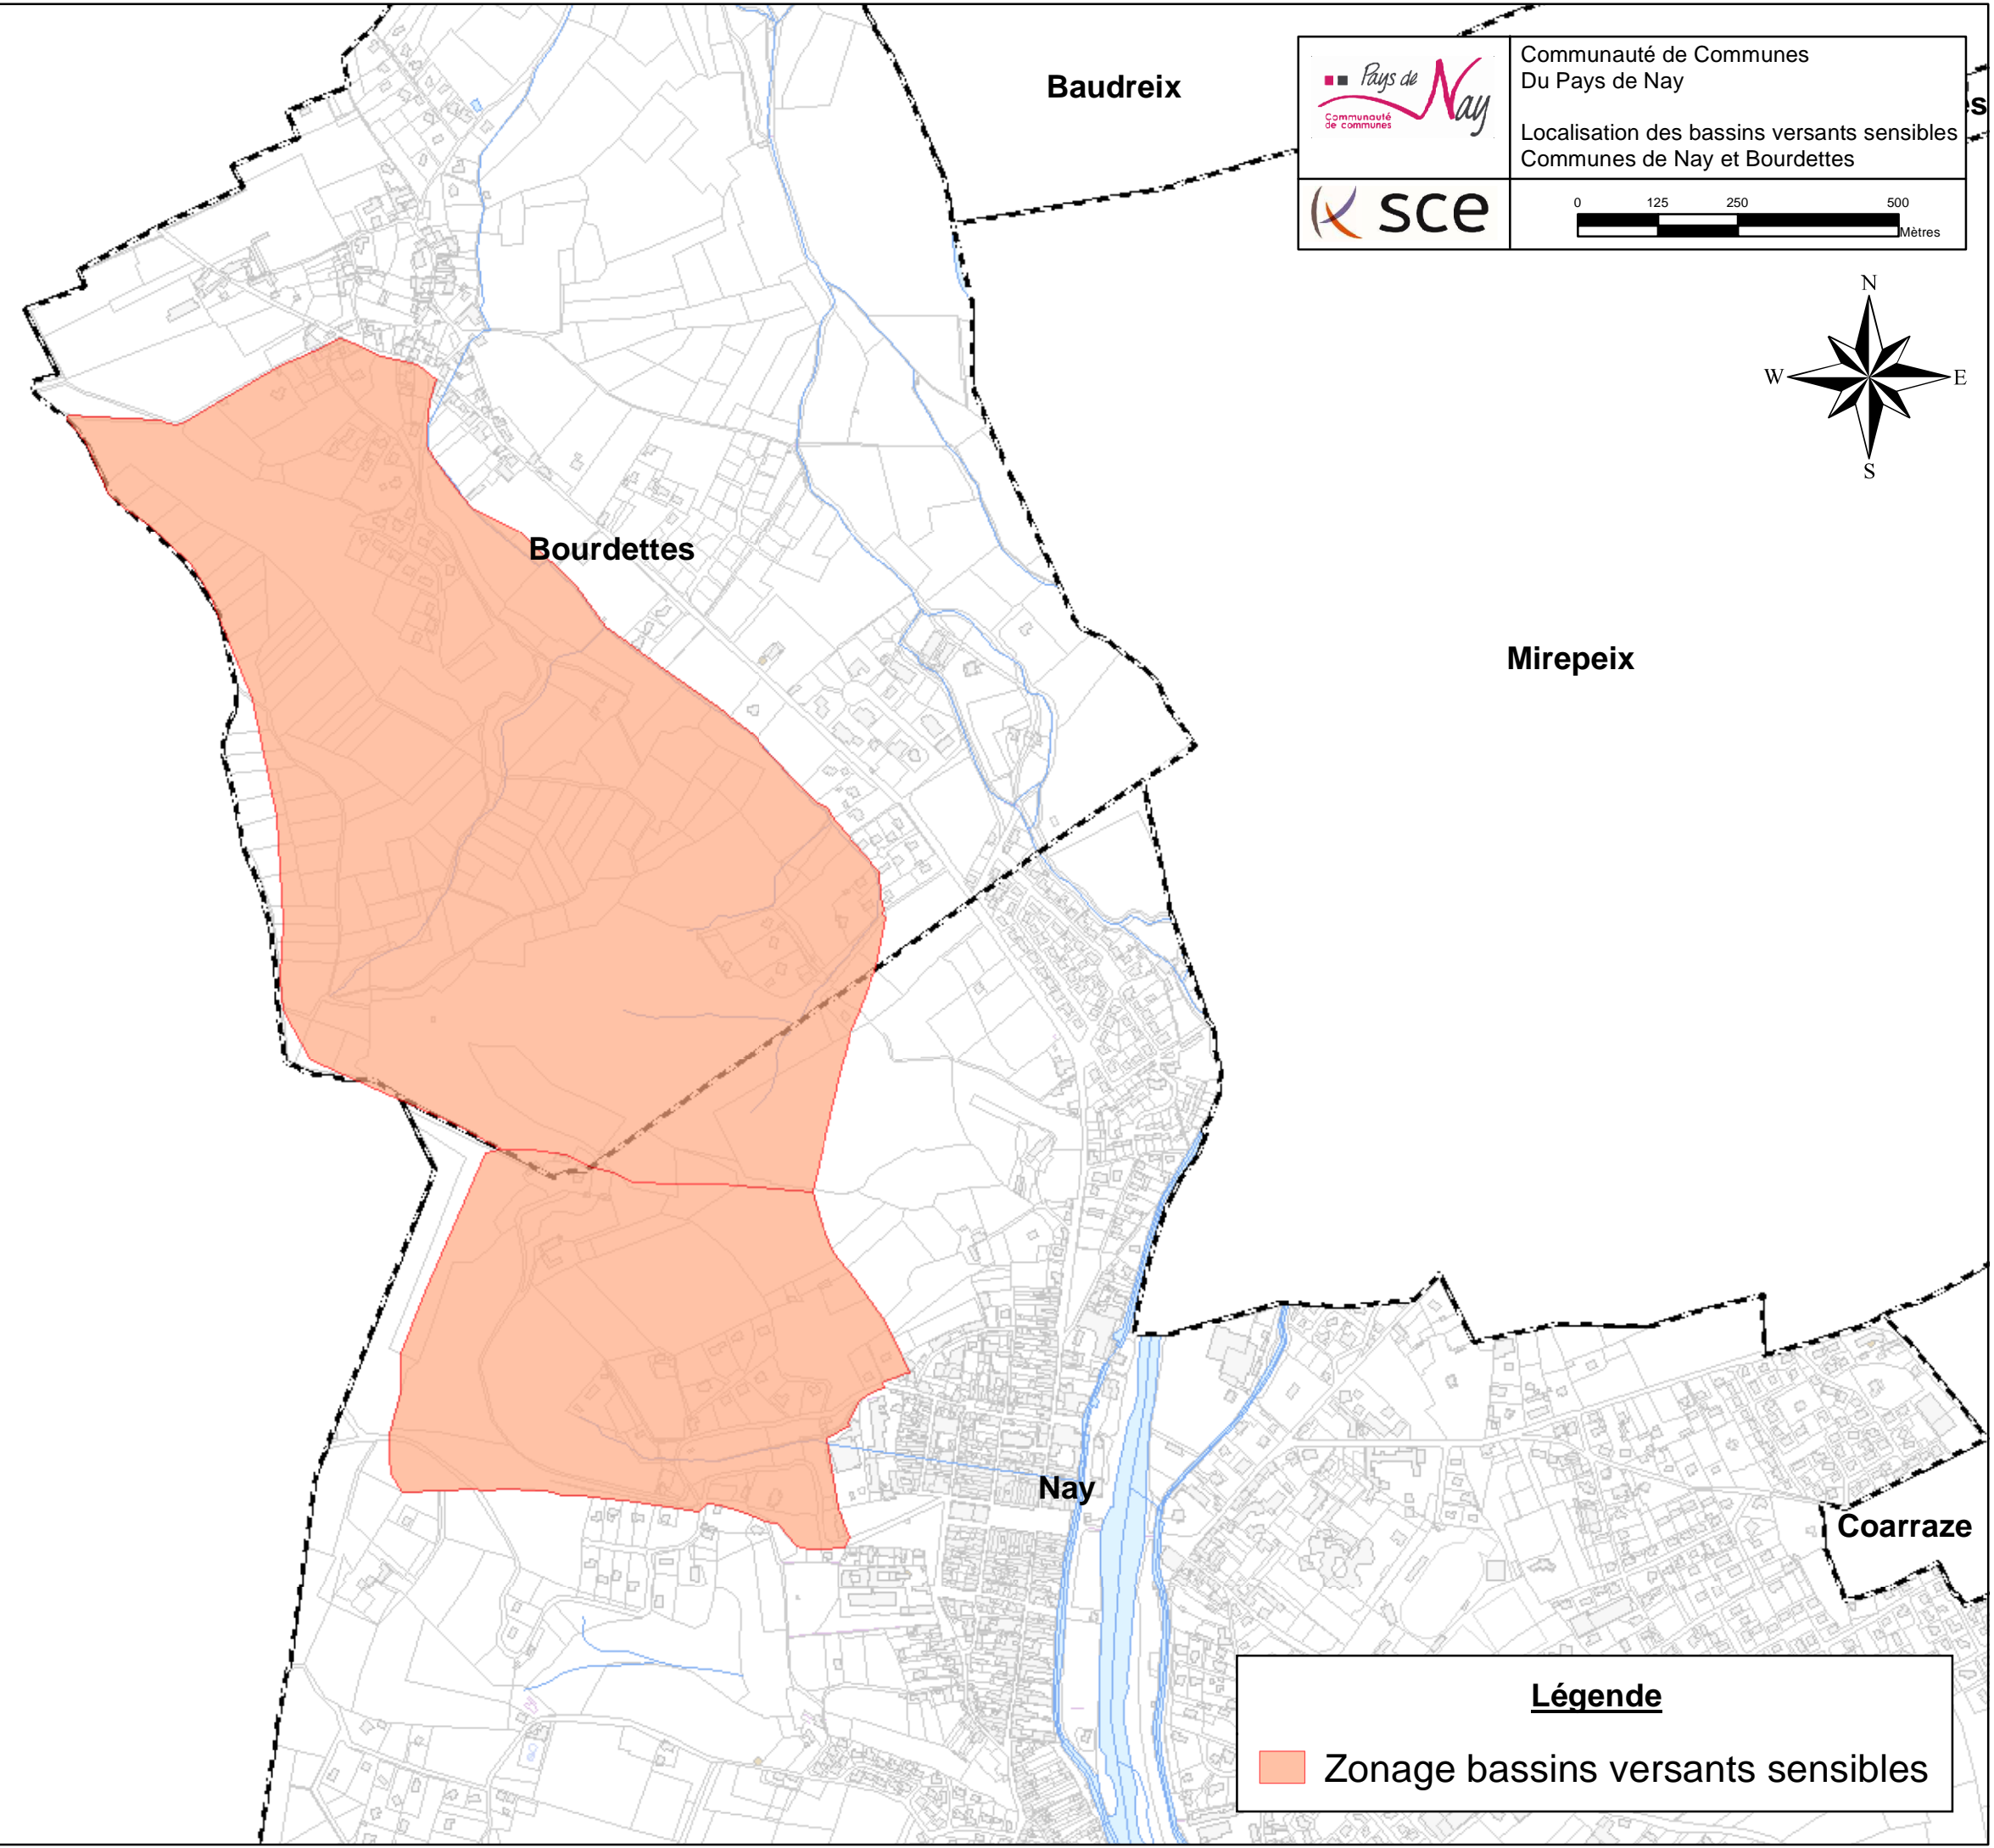 Baudreix
Pays de Nay
Communauté
de communes
Communauté de Communes
Du Pays de Nay
Localisation des bassins versants sensibles
Communes de Nay et Bourdettes
sce
0 125 250 500
Mètres
es
N
W E
S
Bourdettes
Mirepeix
Nay
Coarraze
Légende
Zonage bassins versants sensibles